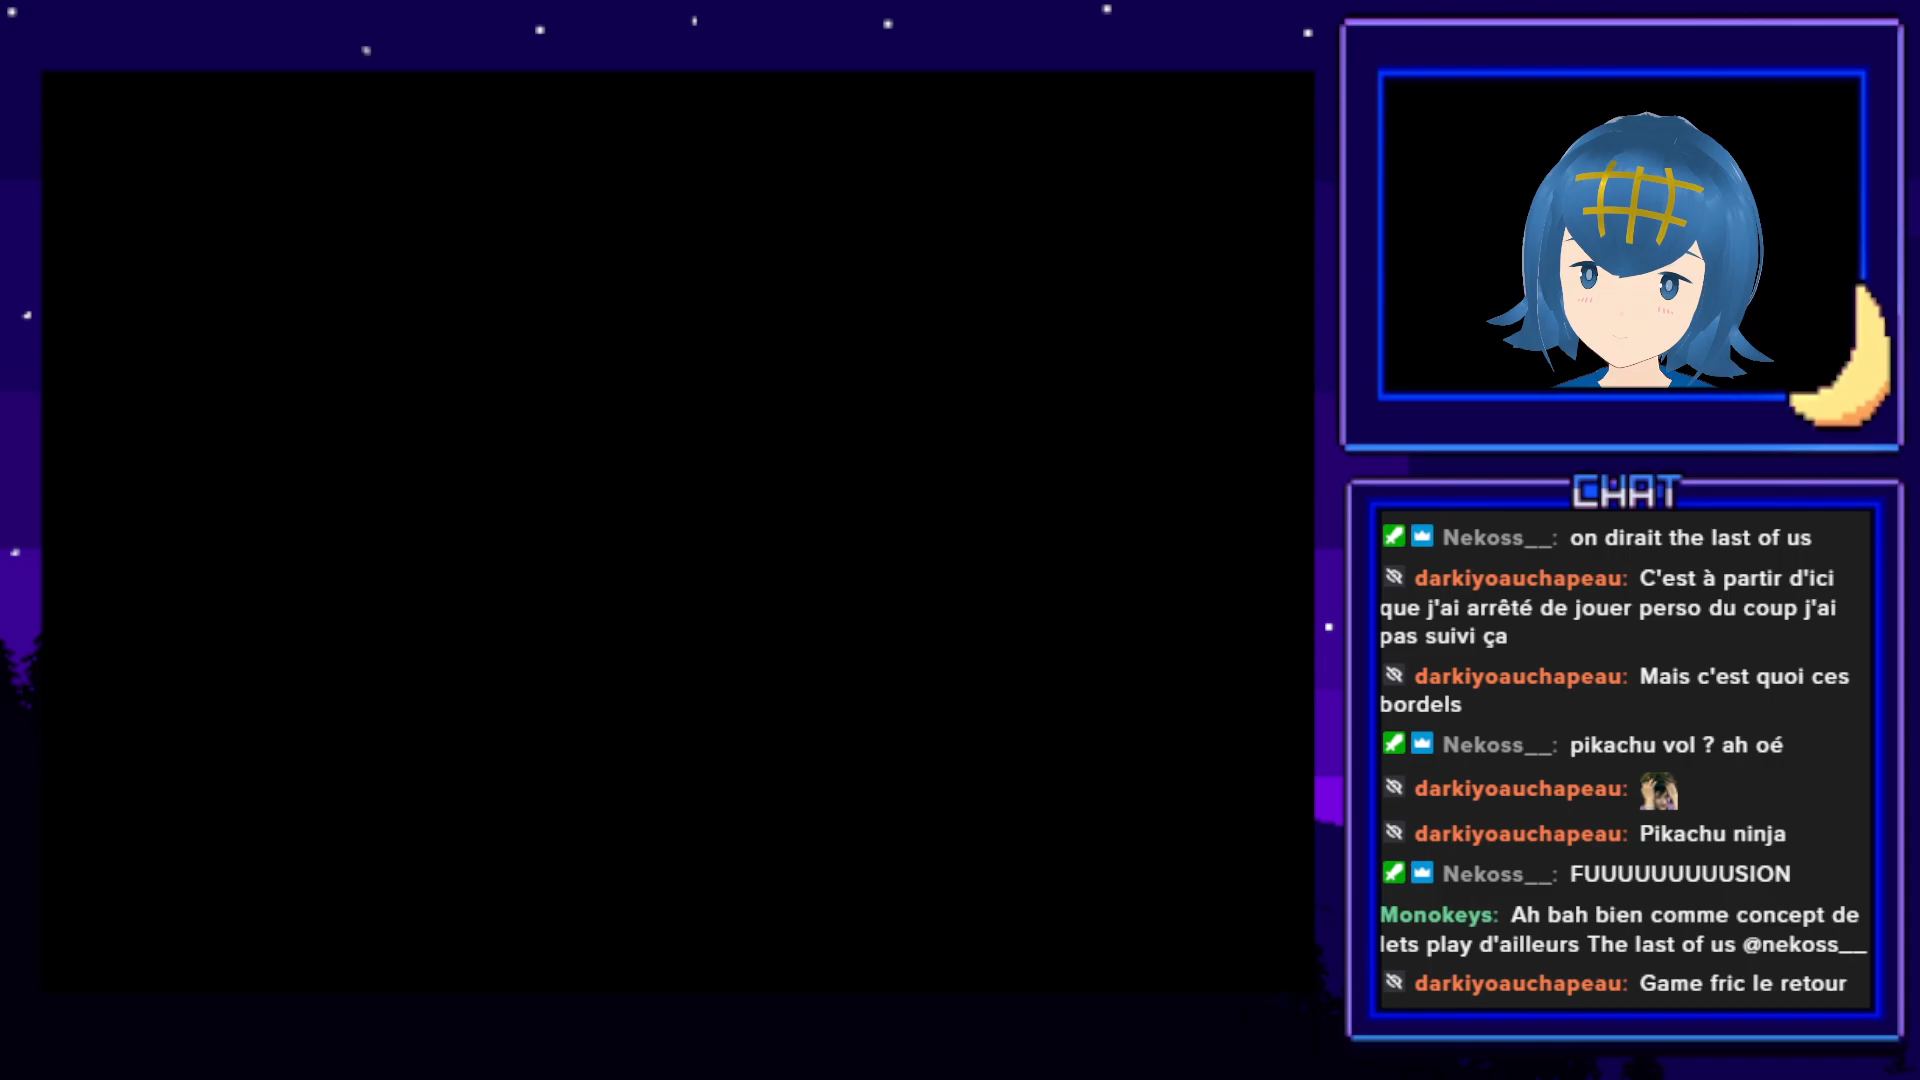 CHAT
Nekoss__: on dirait the last of us
darkiyoauchapeau: C'est à partir d'ici
que j'ai arrêté de jouer perso du coup j'ai
pas suivi ça
darkiyoauchapeau: Mais c'est quoi ces
bordels
Nekoss__: pikachu vol ? ah oé
darkiyoauchapeau:
darkiyoauchapeau: Pikachu ninja
Nekoss__: FUUUUUUUUUSION
Monokeys: Ah bah bien comme concept de
lets play d'ailleurs The last of us @nekoss__
darkiyoauchapeau: Game fric le retour